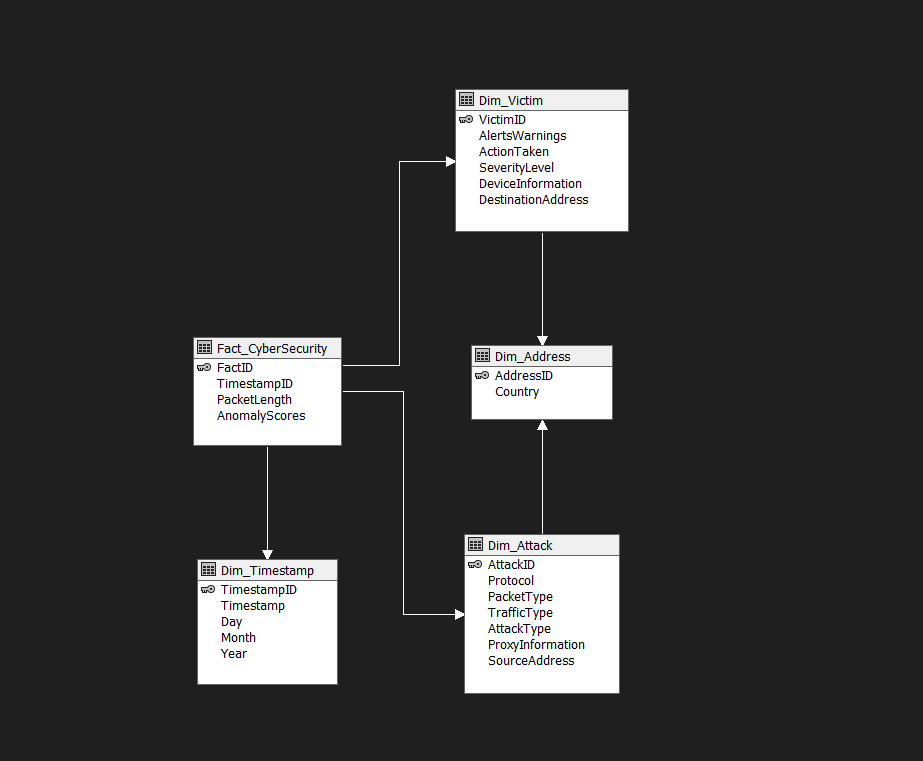 Dim_Victim
VictimID
AlertsWarnings
ActionTaken
SeverityLevel
DeviceInformation
DestinationAddress
Fact_CyberSecurity
FactID
TimestampID
PacketLength
AnomalyScores
Dim_Address
AddressID
Country
Dim_Timestamp
TimestampID
Timestamp
Day
Month
Year
Dim_Attack
AttackID
Protocol
PacketType
TrafficType
AttackType
ProxyInformation
SourceAddress